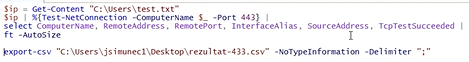 $ip = Get-Content "C:\Users\test.txt"
$ip | %{Test-NetConnection -ComputerName $_ -Port 443} |
select ComputerName, RemoteAddress, RemotePort, InterfaceAlias, SourceAddress, TcpTestSucceeded |
ft -AutoSize
export-csv "C:\Users\jsimunec1\Desktop\rezultat-433.csv" -NoTypeInformation -Delimiter ";"